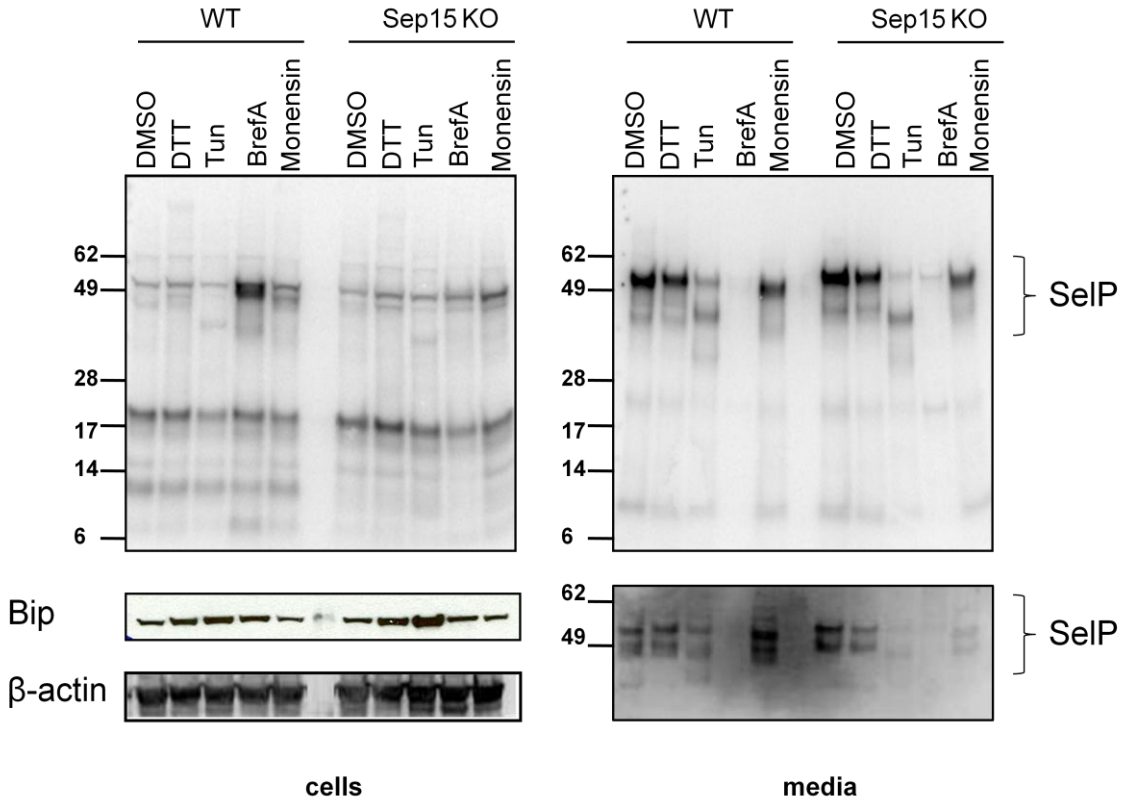 WT
Sep15 KO
DMSO
DTT
Tun
BrefA
Monensin
DMSO
DTT
Tun
BrefA
Monensin
62
49
28
17
14
6
Bip
β-actin
cells
WT
Sep15 KO
DMSO
DTT
Tun
BrefA
Monensin
DMSO
DTT
Tun
BrefA
Monensin
62
49
28
17
14
6
SelP
62
49
SelP
media